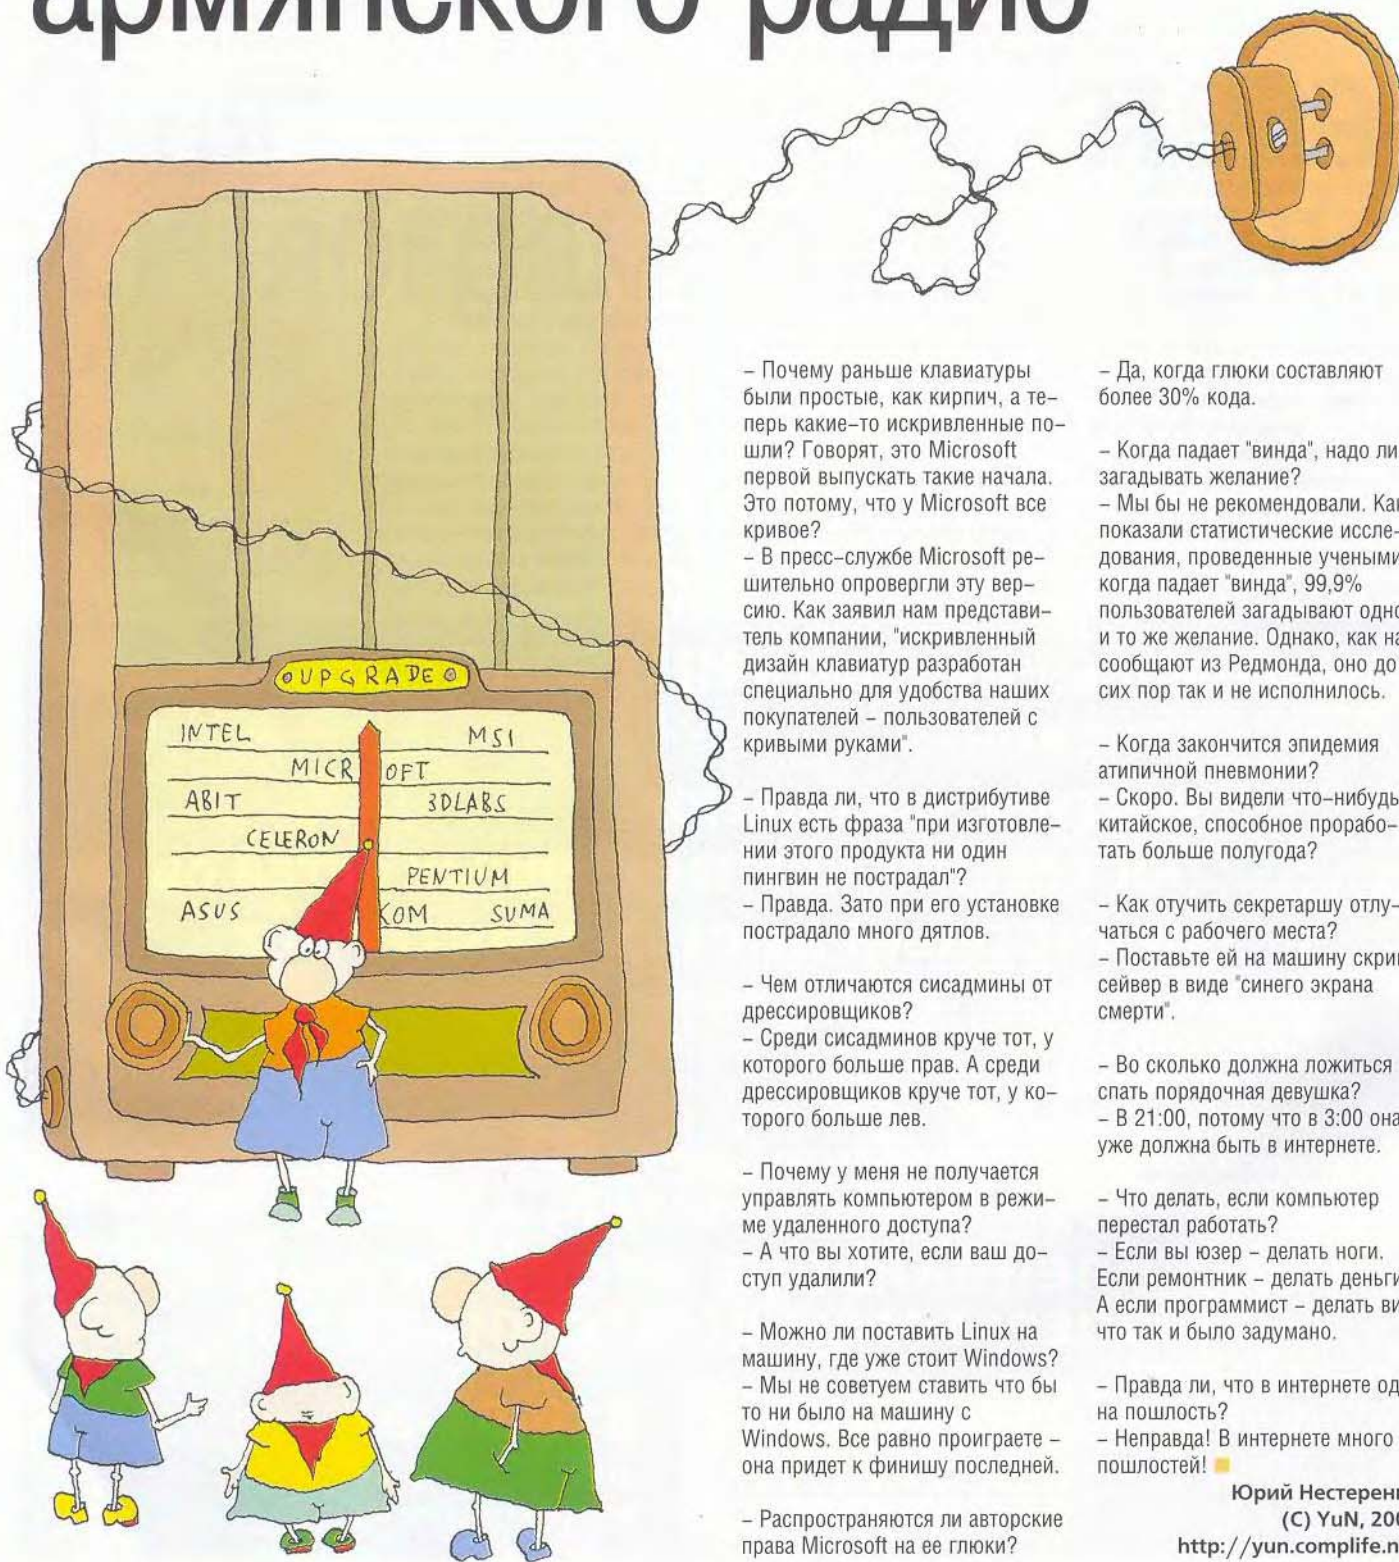 армянского радио
UPGRADE
INTEL MSI
MICR OFT
ABIT 3DLABS
CELERON
PENTIUM
ASUS KOM SUMA
– Почему раньше клавиатуры
были простые, как кирпич, а те–
перь какие–то искривленные по–
шли? Говорят, это Microsoft
первой выпускать такие начала.
Это потому, что у Microsoft все
кривое?
– В пресс–службе Microsoft ре–
шительно опровергли эту вер–
сию. Как заявил нам представи–
тель компании, "искривленный
дизайн клавиатур разработан
специально для удобства наших
покупателей – пользователей с
кривыми руками".
– Правда ли, что в дистрибутиве
Linux есть фраза "при изготовле–
нии этого продукта ни один
пингвин не пострадал"?
– Правда. Зато при его установке
пострадало много дятлов.
– Чем отличаются сисадмины от
дрессировщиков?
– Среди сисадминов круче тот, у
которого больше прав. А среди
дрессировщиков круче тот, у ко–
торого больше лев.
– Почему у меня не получается
управлять компьютером в режи–
ме удаленного доступа?
– А что вы хотите, если ваш до–
ступ удалили?
– Можно ли поставить Linux на
машину, где уже стоит Windows?
– Мы не советуем ставить что бы
то ни было на машину с
Windows. Все равно проиграете –
она придет к финишу последней.
– Распространяются ли авторские
права Microsoft на ее глюки?
– Да, когда глюки составляют
более 30% кода.
– Когда падает "винда", надо ли
загадывать желание?
– Мы бы не рекомендовали. Как
показали статистические иссле–
дования, проведенные учеными
когда падает "винда", 99,9%
пользователей загадывают одно
и то же желание. Однако, как на
сообщают из Редмонда, оно до
сих пор так и не исполнилось.
– Когда закончится эпидемия
атипичной пневмонии?
– Скоро. Вы видели что–нибудь
китайское, способное прорабо–
тать больше полугода?
– Как отучить секретаршу отлу–
чаться с рабочего места?
– Поставьте ей на машину скрин
сейвер в виде "синего экрана
смерти".
– Во сколько должна ложиться
спать порядочная девушка?
– В 21:00, потому что в 3:00 она
уже должна быть в интернете.
– Что делать, если компьютер
перестал работать?
– Если вы юзер – делать ноги.
Если ремонтник – делать деньги
А если программист – делать ви
что так и было задумано.
– Правда ли, что в интернете од
на пошлость?
– Неправда! В интернете много
пошлостей!
Юрий Нестерен
(C) YuN, 200
http://yun.complife.r